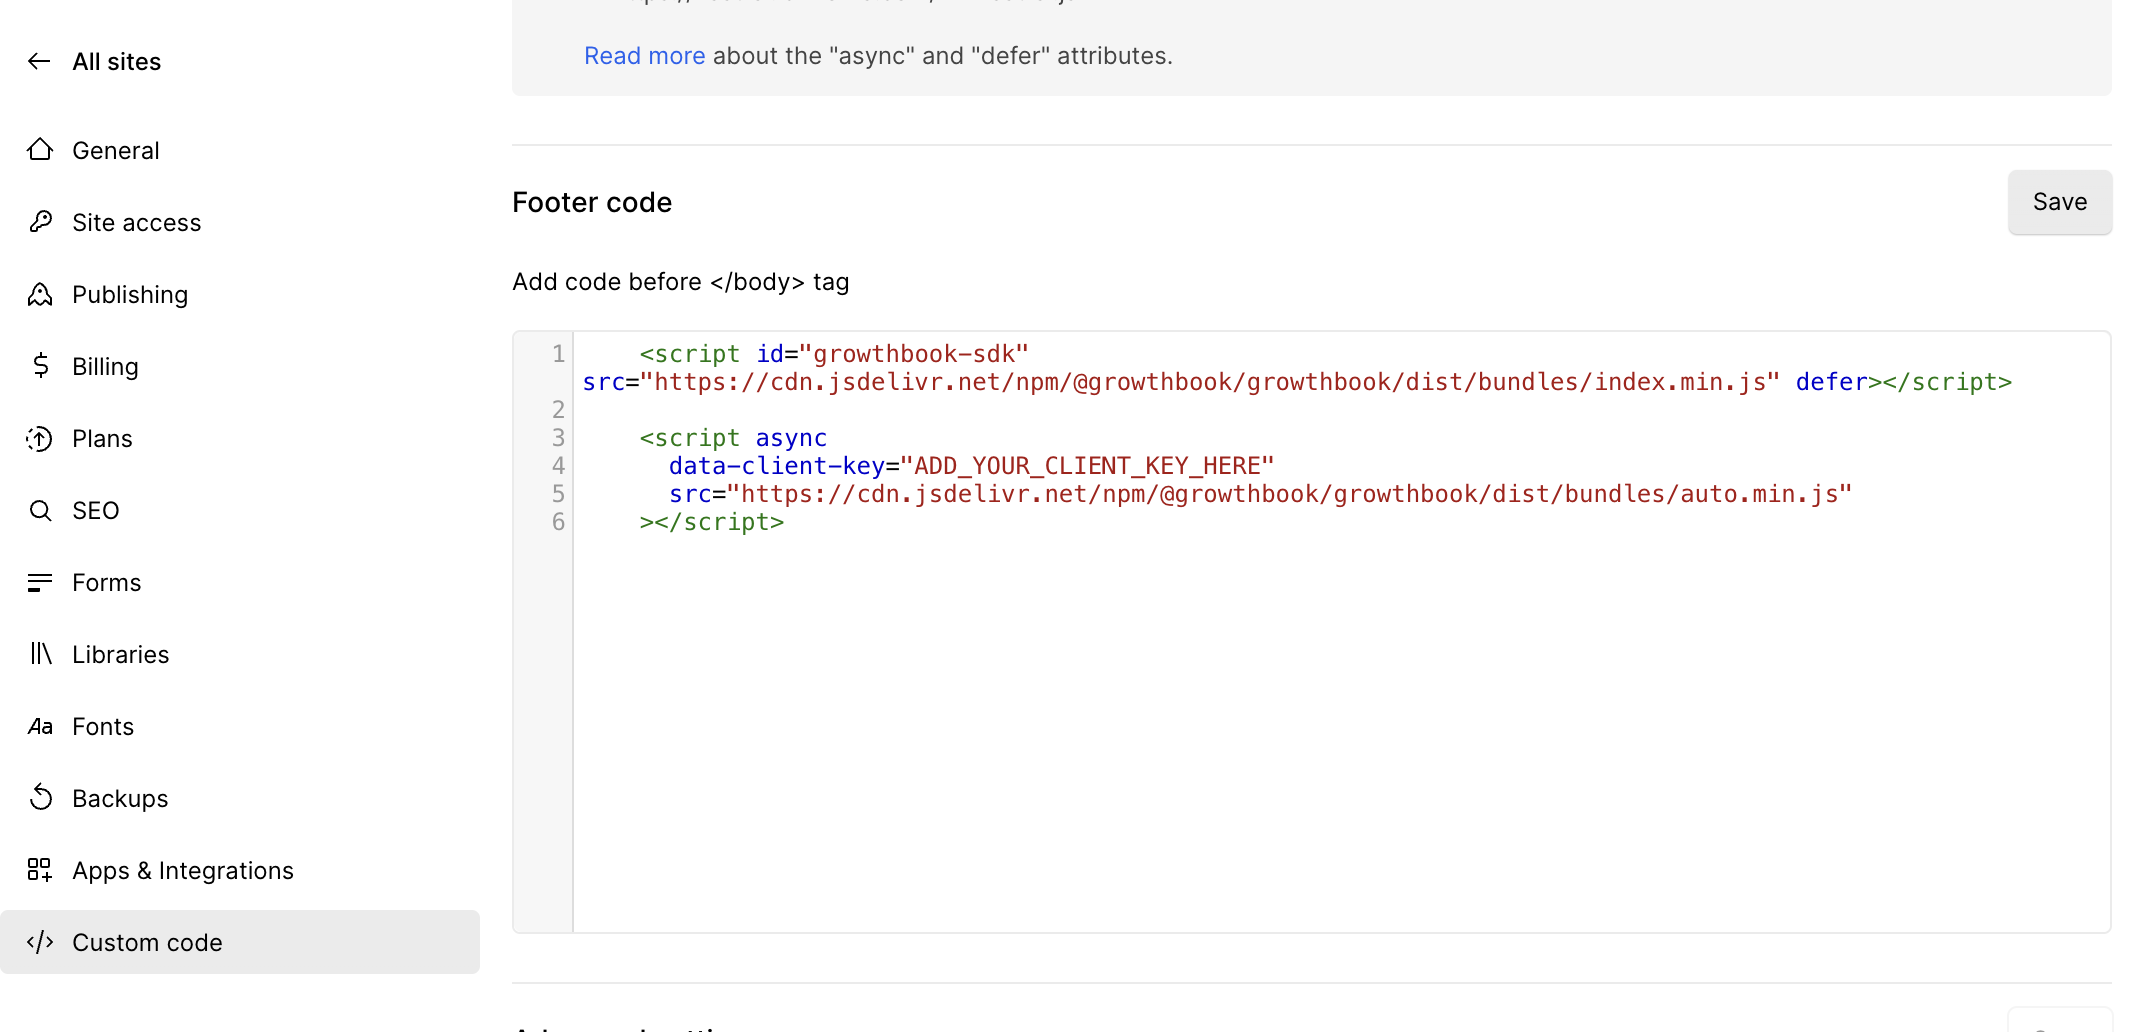 All sites
General
Site access
Publishing
Billing
Plans
SEO
Forms
Libraries
Fonts
Backups
Apps & Integrations
Custom code
Read more about the "async" and "defer" attributes.
Footer code
Save
Add code before </body> tag
1     <script id="growthbook-sdk"
src="https://cdn.jsdelivr.net/npm/@growthbook/growthbook/dist/bundles/index.min.js" defer></script>
2
3     <script async
4       data-client-key="ADD_YOUR_CLIENT_KEY_HERE"
5       src="https://cdn.jsdelivr.net/npm/@growthbook/growthbook/dist/bundles/auto.min.js"
6     ></script>